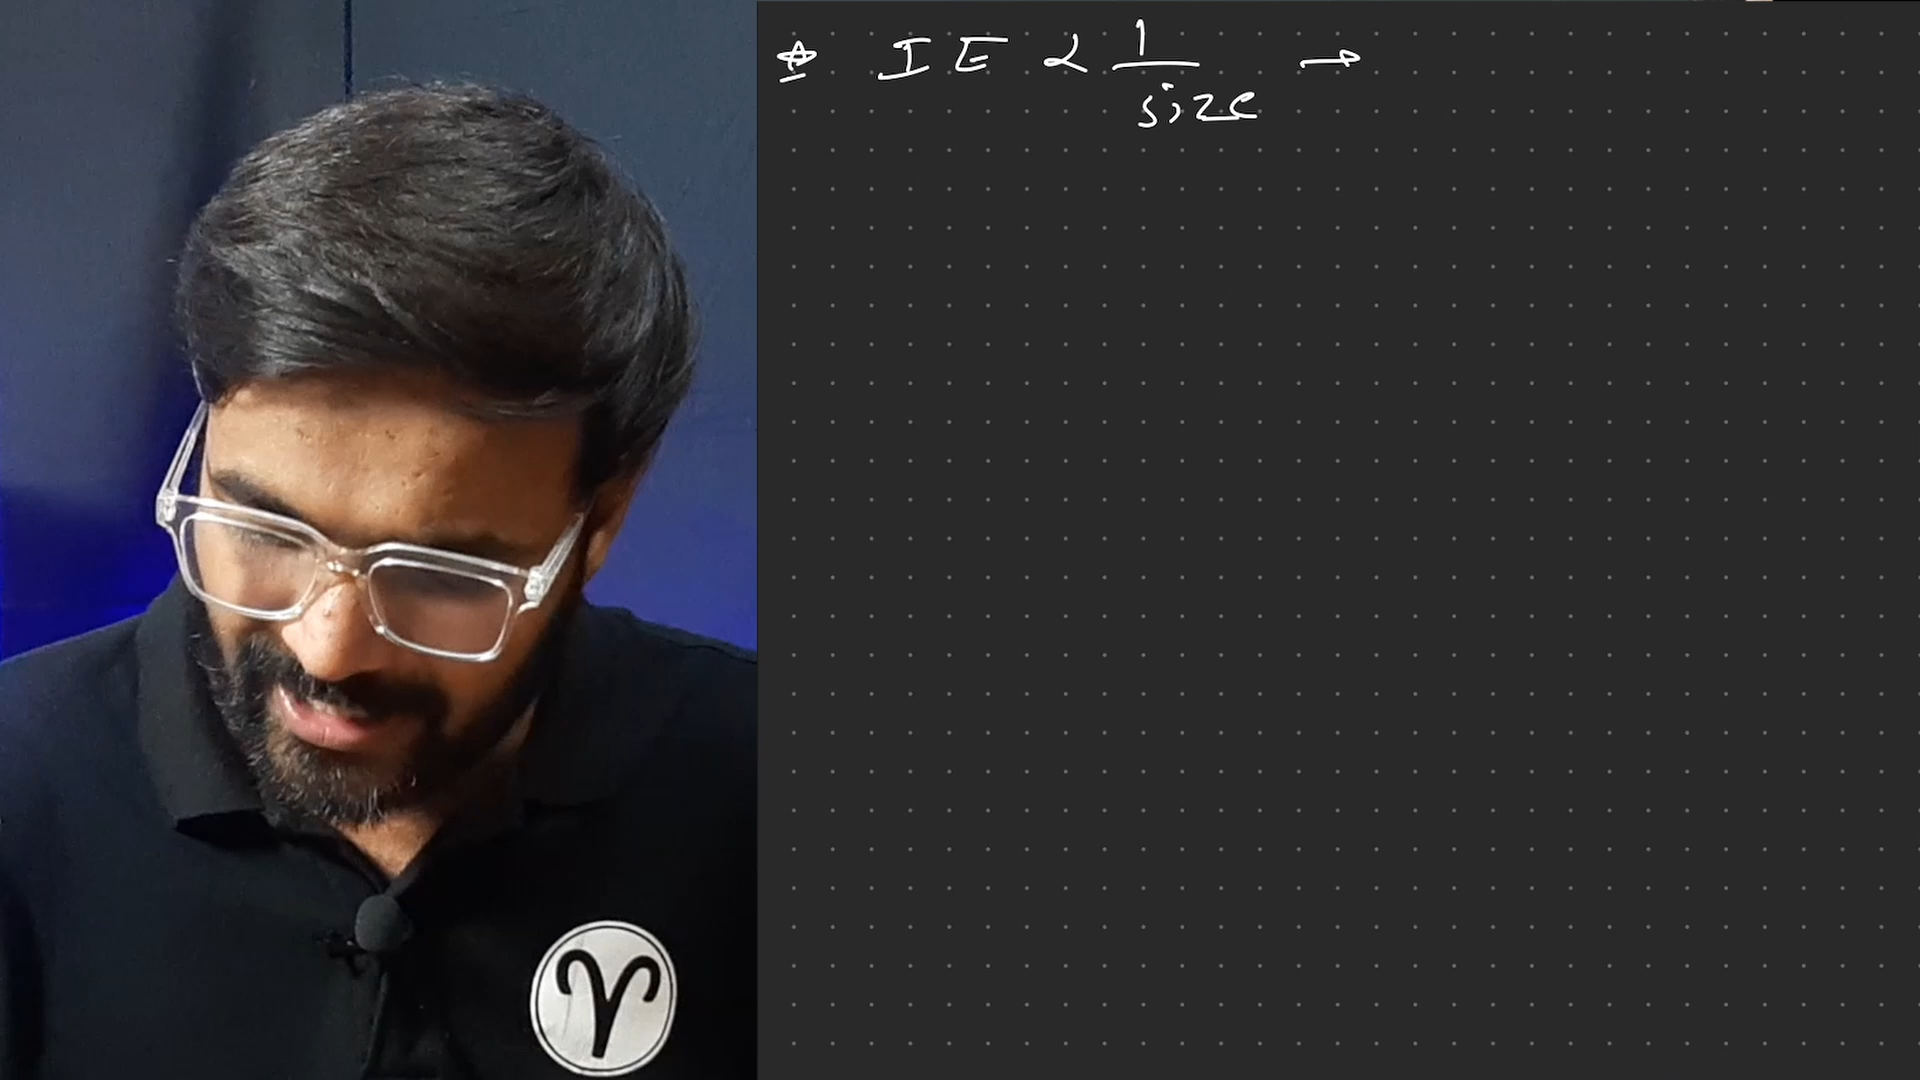 * IE ∝ 1/size →